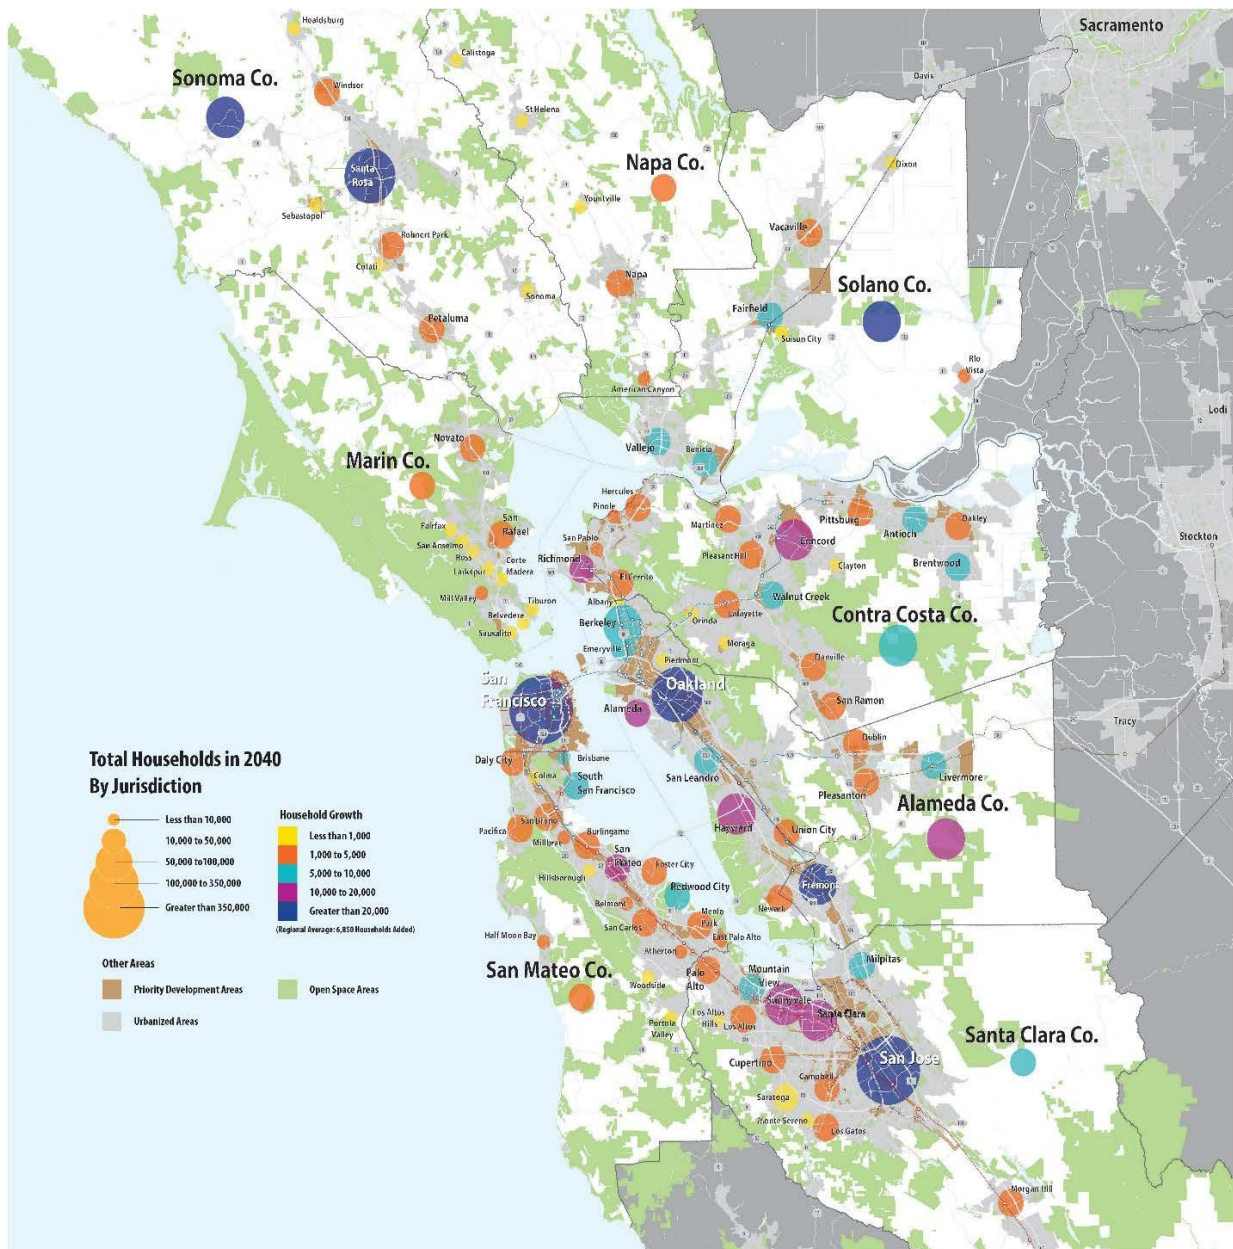 Sacramento
Healdsburg
Calistoga
Davis
Sonoma Co.
Windsor
St Helena
Napa Co.
Dixon
Santa
Rosa
Yountville
Sebastopol
Vacaville
Rohnert Park
Cotati
Napa
Sonoma
Solano Co.
Fairfield
Petaluma
Suisun City
Rio
Vista
American Canyon
Lodi
Novato
Vallejo
Benicia
Marin Co.
Hercules
Pinole
San
Rafael
Fairfax
Martinez
Pittsburg
Oakley
Antioch
Concord
Stockton
San Anselmo
San Pablo
Ross
Richmond
Pleasant Hill
Clayton
Brentwood
Corte
Madera
Larkspur
El Cerrito
Mill Valley
Albany
Walnut Creek
Tiburon
Lafayette
Belvedere
Orinda
Contra Costa Co.
Berkeley
Sausalito
Moraga
Emeryville
Piedmont
Danville
San
Francisco
Oakland
San Ramon
Alameda
Tracy
Dublin
Daly City
Brisbane
San Leandro
Livermore
Colma
South
San Francisco
Pleasanton
Alameda Co.
Pacifica
San Bruno
Hayward
Union City
Millbrae
Burlingame
San
Mateo
Foster City
Hillsborough
Redwood City
Fremont
Belmont
Newark
Menlo
Park
San Carlos
Half Moon Bay
East Palo Alto
Atherton
Milpitas
San Mateo Co.
Palo
Alto
Mountain
View
Woodside
Sunnyvale
Santa Clara
Los Altos
Hills
Los Altos
Portola
Valley
Santa Clara Co.
San Jose
Cupertino
Campbell
Saratoga
Monte Sereno
Los Gatos
Morgan Hill
Total Households in 2040
By Jurisdiction
Less than 10,000
10,000 to 50,000
50,000 to100,000
100,000 to 350,000
Greater than 350,000
Household Growth
Less than 1,000
1,000 to 5,000
5,000 to 10,000
10,000 to 20,000
Greater than 20,000
(Regional Average: 6,850 Households Added)
Other Areas
Priority Development Areas
Open Space Areas
Urbanized Areas